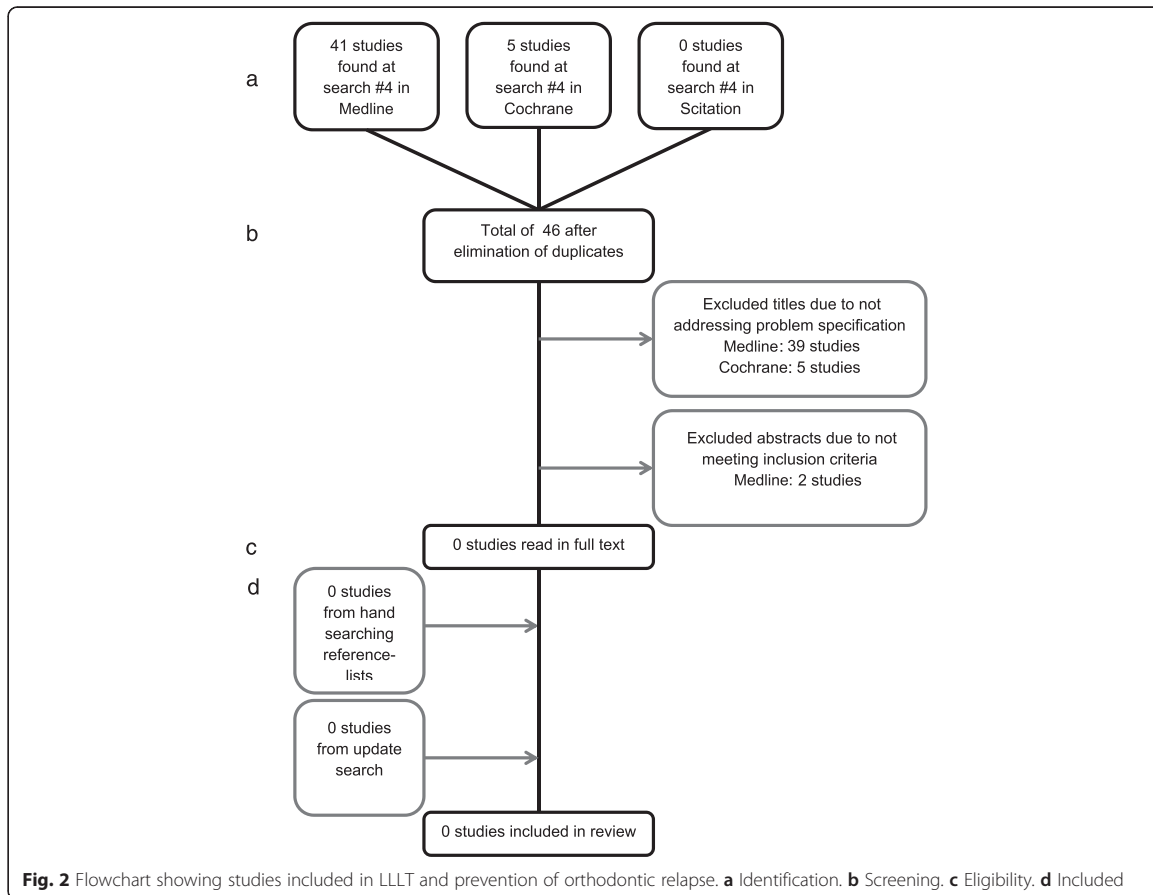 41 studies
found at
search #4 in
Medline
5 studies
found at
search #4 in
Cochrane
0 studies
found at
search #4 in
Scitation
a
Total of 46 after
elimination of duplicates
b
Excluded titles due to not
addressing problem specification
Medline: 39 studies
Cochrane: 5 studies
Excluded abstracts due to not
meeting inclusion criteria
Medline: 2 studies
0 studies read in full text
c
d
0 studies
from hand
searching
reference-
lists
0 studies
from update
search
0 studies included in review
Fig. 2 Flowchart showing studies included in LLLT and prevention of orthodontic relapse. a Identification. b Screening. c Eligibility. d Included